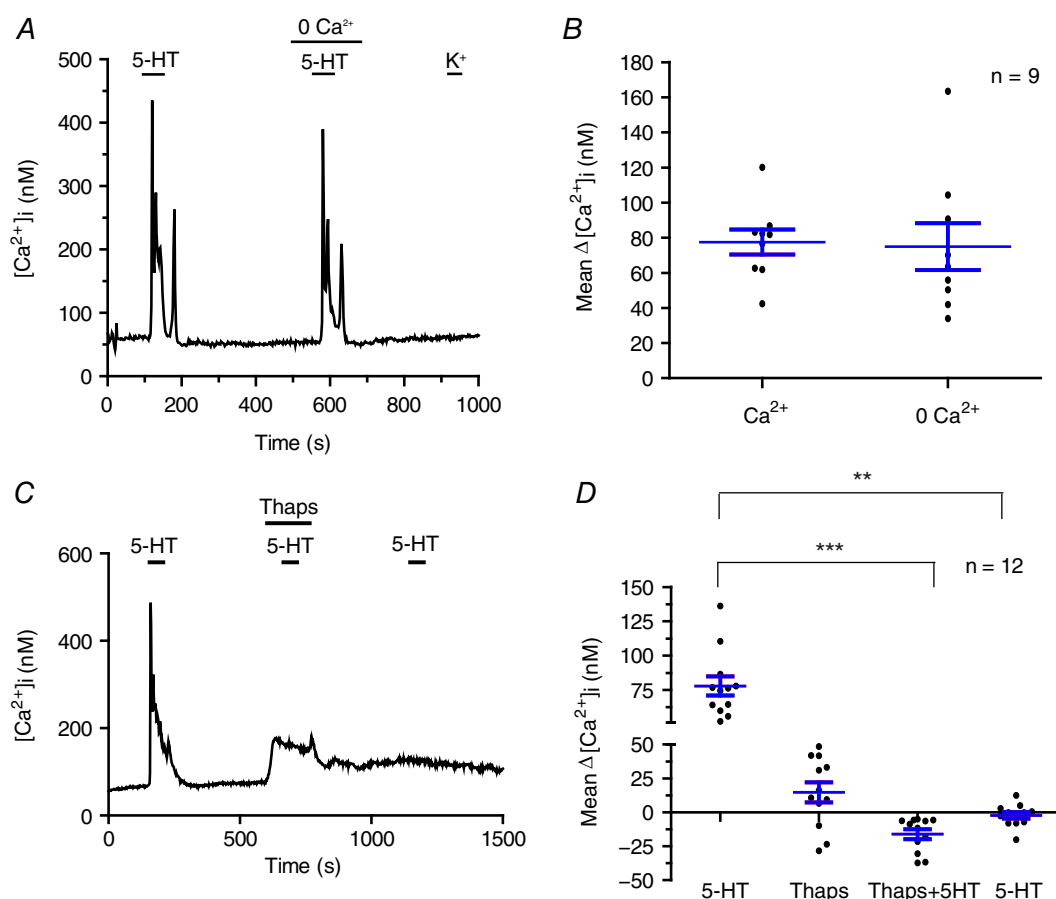 A
0 Ca²⁺
5-HT
5-HT
K⁺
500
400
300
200
100
0
[Ca²⁺]i (nM)
0
200
400
600
800
1000
Time (s)
B
n = 9
180
160
140
120
100
80
60
40
20
0
Mean Δ[Ca²⁺]i (nM)
Ca²⁺
0 Ca²⁺
C
Thaps
5-HT
5-HT
5-HT
600
400
200
0
[Ca²⁺]i (nM)
0
500
1000
1500
Time (s)
D
**
***
n = 12
150
125
100
75
50
25
0
−25
−50
Mean Δ[Ca²⁺]i (nM)
5-HT
Thaps
Thaps+5HT
5-HT